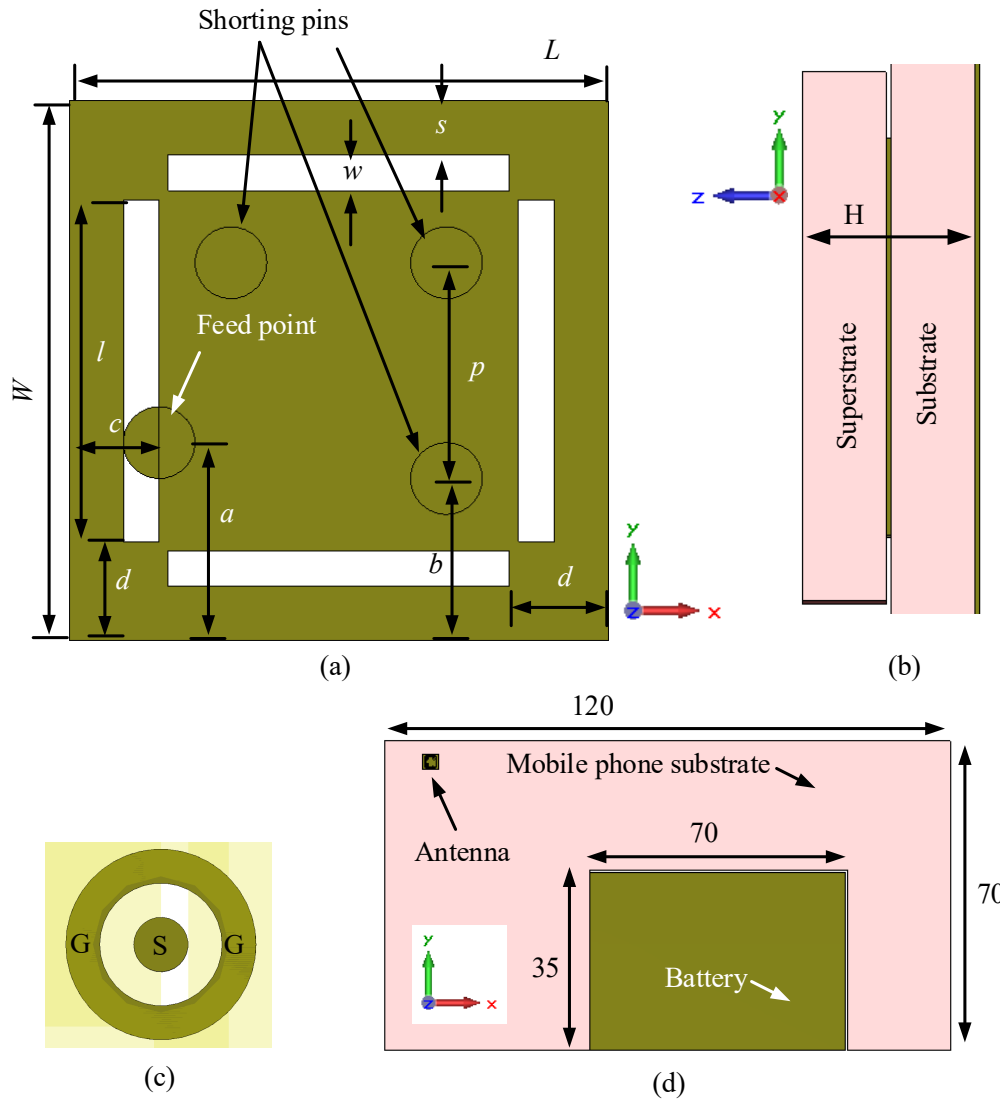 Shorting pins
L
s
w
Feed point
l
W
c
p
a
b
d
d
y
z
x
(a)
y
z
x
H
Superstrate
Substrate
(b)
G
S
G
(c)
120
Mobile phone substrate
Antenna
70
70
35
y
z
x
Battery
(d)